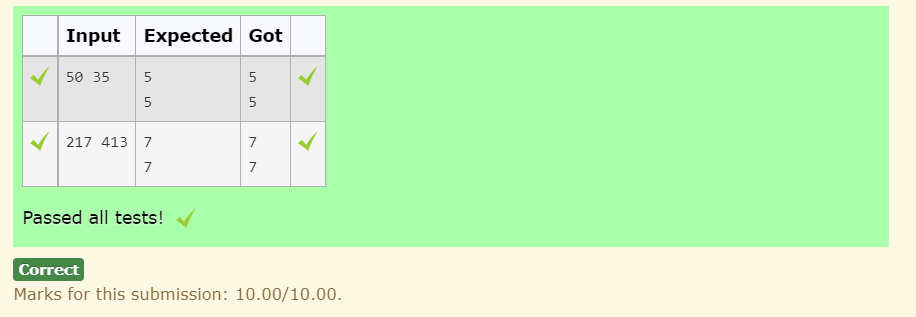 Input Expected Got
50 35 5 5
5 5
217 413 7 7
7 7
Passed all tests!
Correct
Marks for this submission: 10.00/10.00.